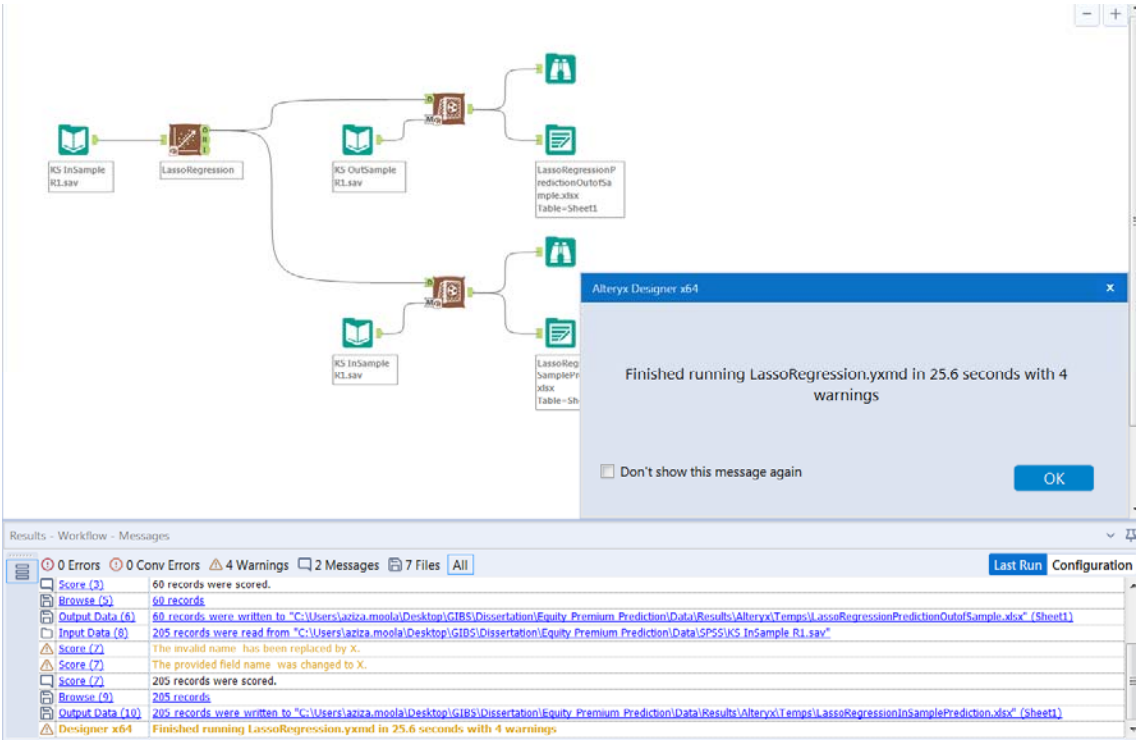 KS InSample
R1.sav
LassoRegression
KS OutSample
R1.sav
LassoRegressionP
redictionOutofSa
mple.xlsx
Table=Sheet1
KS InSample
R1.sav
LassoReg
SamplePr
xlsx
Table=Sh
Alteryx Designer x64
x
Finished running LassoRegression.yxmd in 25.6 seconds with 4
warnings
Don't show this message again
OK
Results - Workflow - Messages
0 Errors 0 Conv Errors 4 Warnings 2 Messages 7 Files All Last Run Configuration
Score (3) 60 records were scored.
Browse (5) 60 records
Output Data (6) 60 records were written to "C:\Users\aziza.moola\Desktop\GIBS\Dissertation\Equity Premium Prediction\Data\Results\Alteryx\Temps\LassoRegressionPredictionOutofSample.xlsx" (Sheet1)
Input Data (8) 205 records were read from "C:\Users\aziza.moola\Desktop\GIBS\Dissertation\Equity Premium Prediction\Data\SPSS\KS InSample R1.sav"
Score (7) The invalid name has been replaced by X.
Score (7) The provided field name was changed to X.
Score (7) 205 records were scored.
Browse (9) 205 records
Output Data (10) 205 records were written to "C:\Users\aziza.moola\Desktop\GIBS\Dissertation\Equity Premium Prediction\Data\Results\Alteryx\Temps\LassoRegressionInSamplePrediction.xlsx" (Sheet1)
Designer x64 Finished running LassoRegression.yxmd in 25.6 seconds with 4 warnings